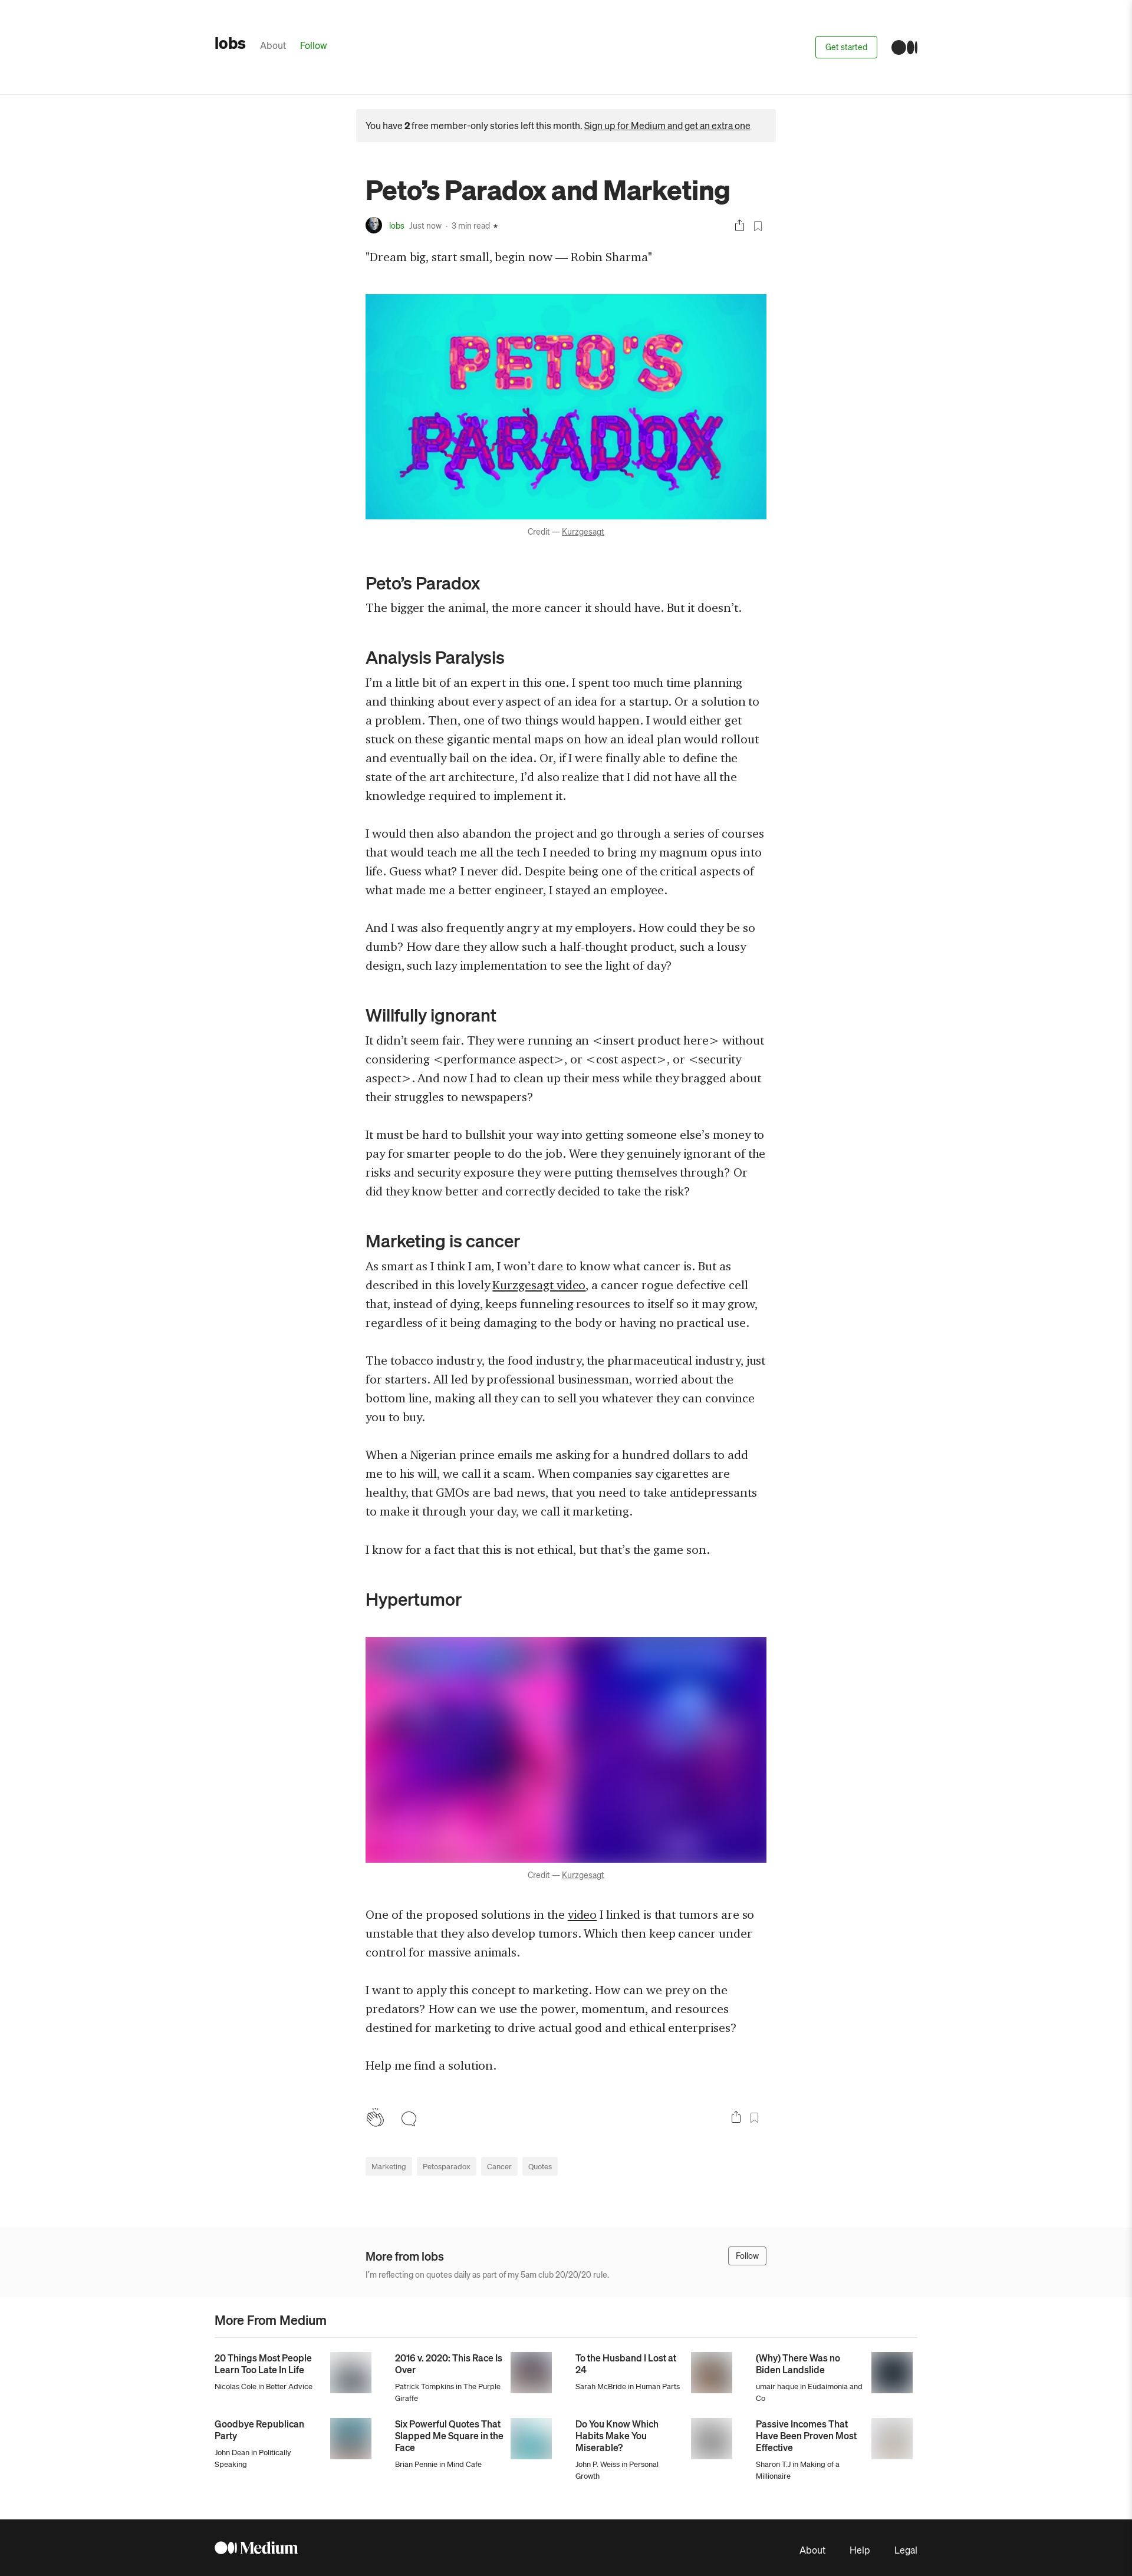 lobs About Follow Get started
You have 2 free member-only stories left this month. Sign up for Medium and get an extra one
Peto’s Paradox and Marketing
lobs Just now · 3 min read ★
"Dream big, start small, begin now — Robin Sharma"
PETO'S
PARADOX
Credit — Kurzgesagt
Peto’s Paradox
The bigger the animal, the more cancer it should have. But it doesn’t.
Analysis Paralysis
I’m a little bit of an expert in this one. I spent too much time planning
and thinking about every aspect of an idea for a startup. Or a solution to
a problem. Then, one of two things would happen. I would either get
stuck on these gigantic mental maps on how an ideal plan would rollout
and eventually bail on the idea. Or, if I were finally able to define the
state of the art architecture, I’d also realize that I did not have all the
knowledge required to implement it.
I would then also abandon the project and go through a series of courses
that would teach me all the tech I needed to bring my magnum opus into
life. Guess what? I never did. Despite being one of the critical aspects of
what made me a better engineer, I stayed an employee.
And I was also frequently angry at my employers. How could they be so
dumb? How dare they allow such a half-thought product, such a lousy
design, such lazy implementation to see the light of day?
Willfully ignorant
It didn’t seem fair. They were running an <insert product here> without
considering <performance aspect>, or <cost aspect>, or <security
aspect>. And now I had to clean up their mess while they bragged about
their struggles to newspapers?
It must be hard to bullshit your way into getting someone else’s money to
pay for smarter people to do the job. Were they genuinely ignorant of the
risks and security exposure they were putting themselves through? Or
did they know better and correctly decided to take the risk?
Marketing is cancer
As smart as I think I am, I won’t dare to know what cancer is. But as
described in this lovely Kurzgesagt video, a cancer rogue defective cell
that, instead of dying, keeps funneling resources to itself so it may grow,
regardless of it being damaging to the body or having no practical use.
The tobacco industry, the food industry, the pharmaceutical industry, just
for starters. All led by professional businessman, worried about the
bottom line, making all they can to sell you whatever they can convince
you to buy.
When a Nigerian prince emails me asking for a hundred dollars to add
me to his will, we call it a scam. When companies say cigarettes are
healthy, that GMOs are bad news, that you need to take antidepressants
to make it through your day, we call it marketing.
I know for a fact that this is not ethical, but that’s the game son.
Hypertumor
Credit — Kurzgesagt
One of the proposed solutions in the video I linked is that tumors are so
unstable that they also develop tumors. Which then keep cancer under
control for massive animals.
I want to apply this concept to marketing. How can we prey on the
predators? How can we use the power, momentum, and resources
destined for marketing to drive actual good and ethical enterprises?
Help me find a solution.
Marketing Petosparadox Cancer Quotes
More from lobs Follow
I’m reflecting on quotes daily as part of my 5am club 20/20/20 rule.
More From Medium
20 Things Most People
Learn Too Late In Life
Nicolas Cole in Better Advice
2016 v. 2020: This Race Is
Over
Patrick Tompkins in The Purple
Giraffe
To the Husband I Lost at
24
Sarah McBride in Human Parts
(Why) There Was no
Biden Landslide
umair haque in Eudaimonia and
Co
Goodbye Republican
Party
John Dean in Politically
Speaking
Six Powerful Quotes That
Slapped Me Square in the
Face
Brian Pennie in Mind Cafe
Do You Know Which
Habits Make You
Miserable?
John P. Weiss in Personal
Growth
Passive Incomes That
Have Been Proven Most
Effective
Sharon T.J in Making of a
Millionaire
Medium About Help Legal